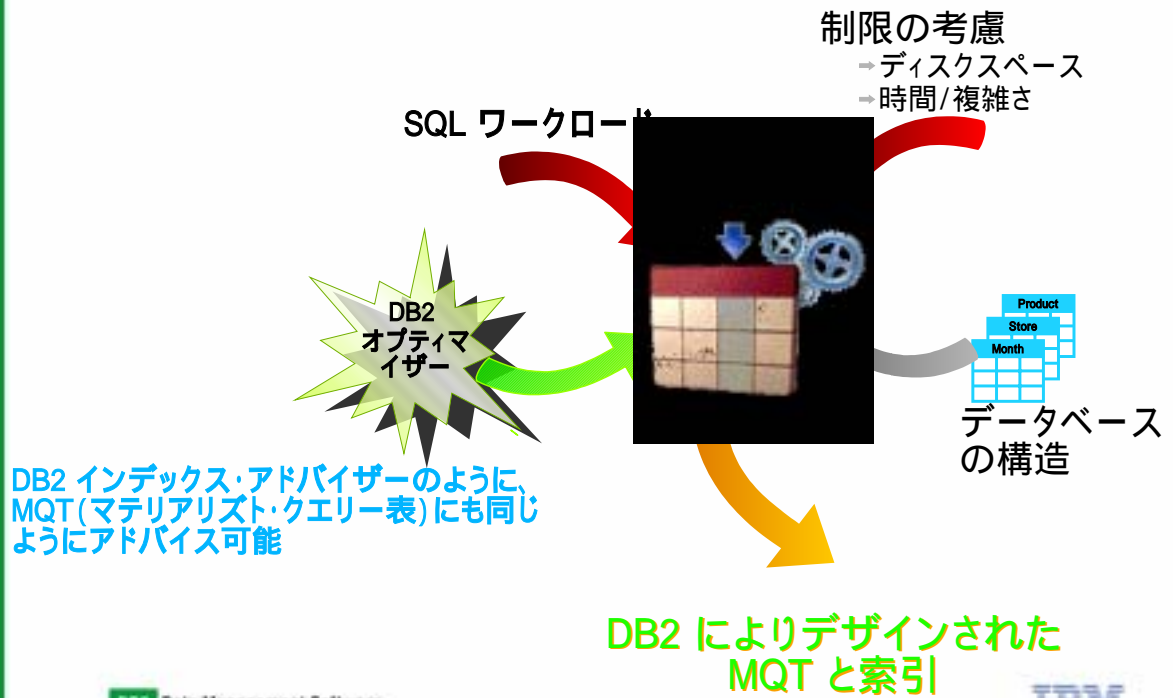 制限の考慮
⇒ディスクスペース
⇒時間/複雑さ
SQL ワークロード
DB2
オプティマ
イザー
Product
Store
Month
データベース
の構造
DB2 インデックス・アドバイザーのように、
MQT(マテリアリズト・クエリー表)にも同じ
ようにアドバイス可能
DB2 によりデザインされた
MQT と索引